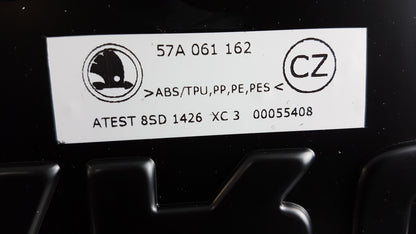 57A 061 162
CZ
>ABS/TPU,PP,PE,PES<
ATEST 8SD 1426 XC 3 00055408